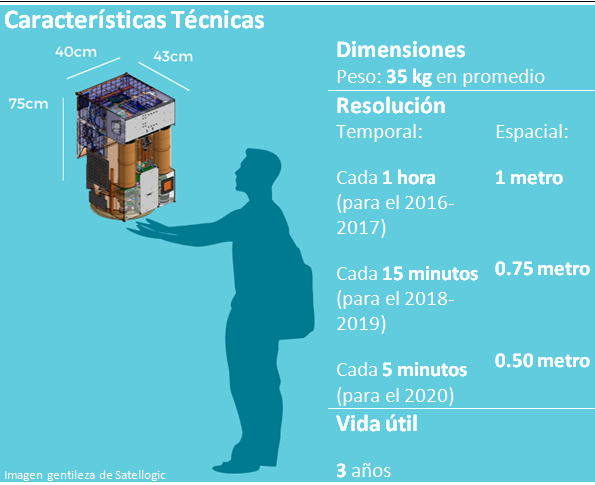 Características Técnicas
40cm
43cm
75cm
Dimensiones
Peso: 35 kg en promedio
Resolución
Temporal:
Espacial:
Cada 1 hora
(para el 2016-
2017)
1 metro
Cada 15 minutos
(para el 2018-
2019)
0.75 metro
Cada 5 minutos
(para el 2020)
0.50 metro
Vida útil
3 años
Imagen gentileza de Satellogic